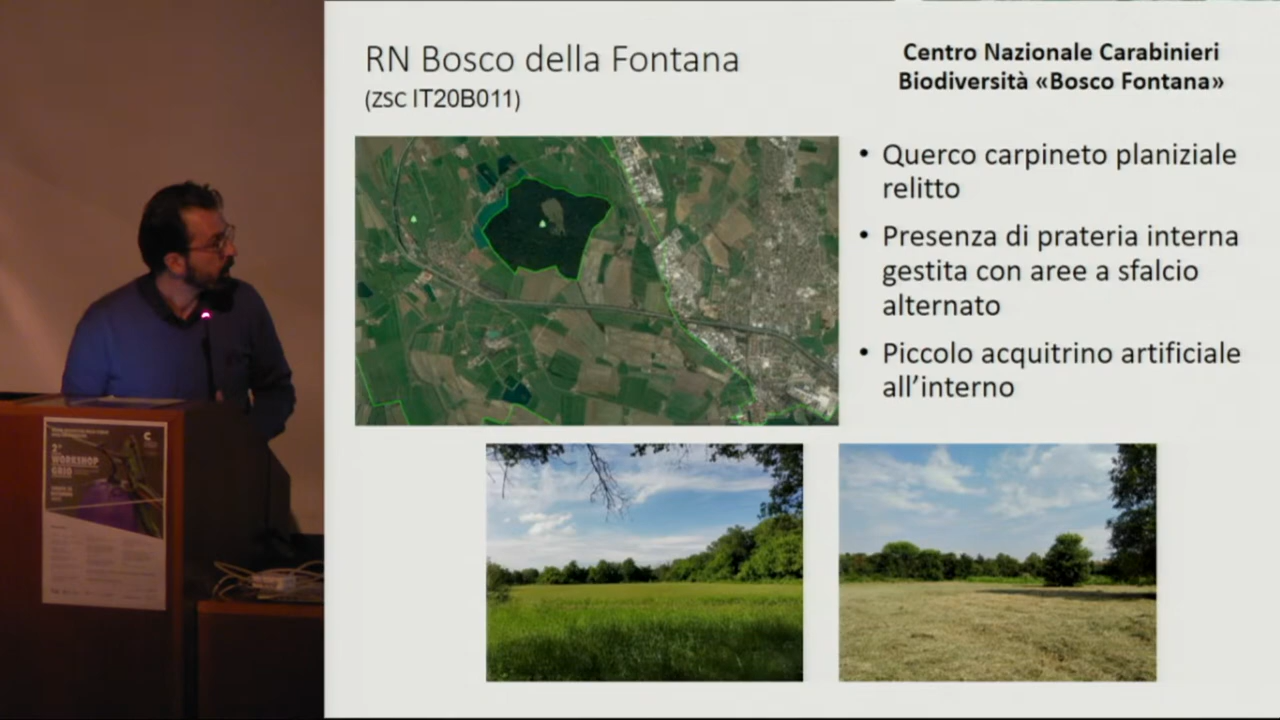 RN Bosco della Fontana
(ZSC IT20B011)
Centro Nazionale Carabinieri
Biodiversità «Bosco Fontana»
• Querco carpineto planiziale
relitto
• Presenza di prateria interna
gestita con aree a sfalcio
alternato
• Piccolo acquitrino artificiale
all’interno
WORKSHOP